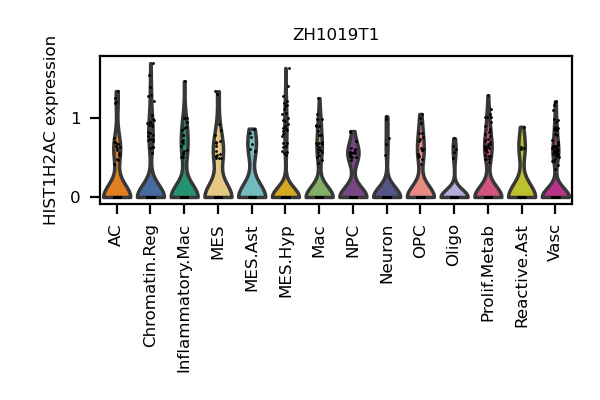 ZH1019T1
HIST1H2AC expression
1
0
AC
Chromatin.Reg
Inflammatory.Mac
MES
MES.Ast
MES.Hyp
Mac
NPC
Neuron
OPC
Oligo
Prolif.Metab
Reactive.Ast
Vasc